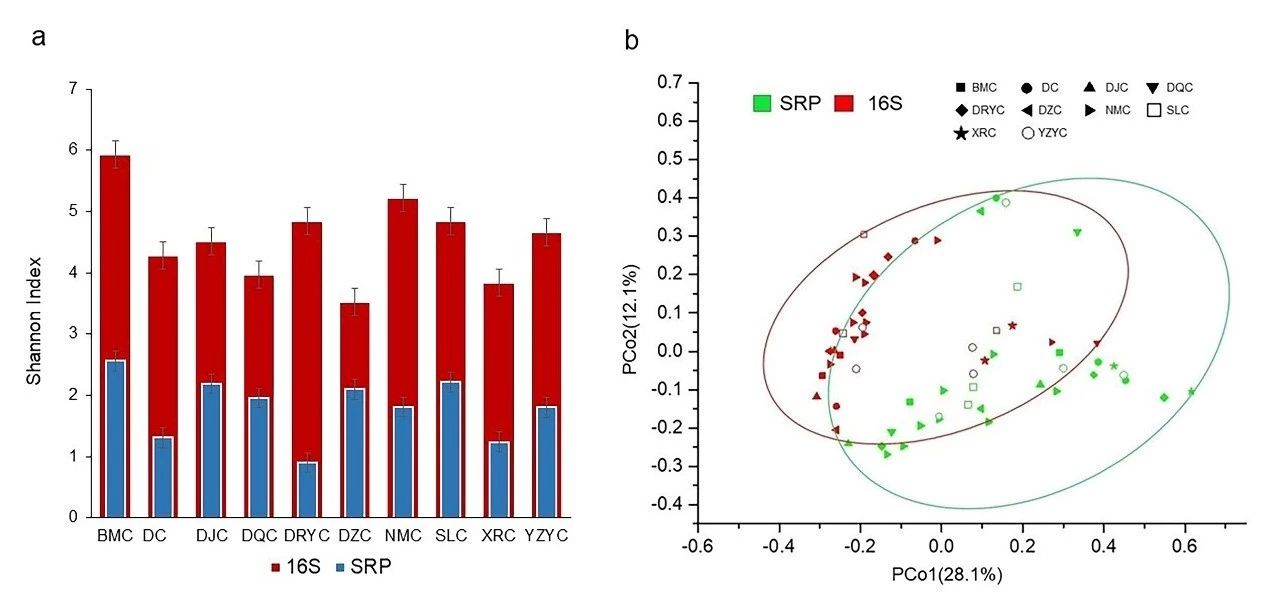 a
7
6
5
4
3
2
1
0
Shannon Index
BMC DC DJC DQC DRYC DZC NMC SLC XRC YZYC
16S SRP
b
0.7
0.6
0.5
0.4
0.3
0.2
0.1
0.0
-0.1
-0.2
-0.3
-0.4
PCo2(12.1%)
SRP 16S
BMC DC DJC DQC
DRYC DZC NMC SLC
XRC YZYC
-0.6 -0.4 -0.2 0.0 0.2 0.4 0.6
PCo1(28.1%)